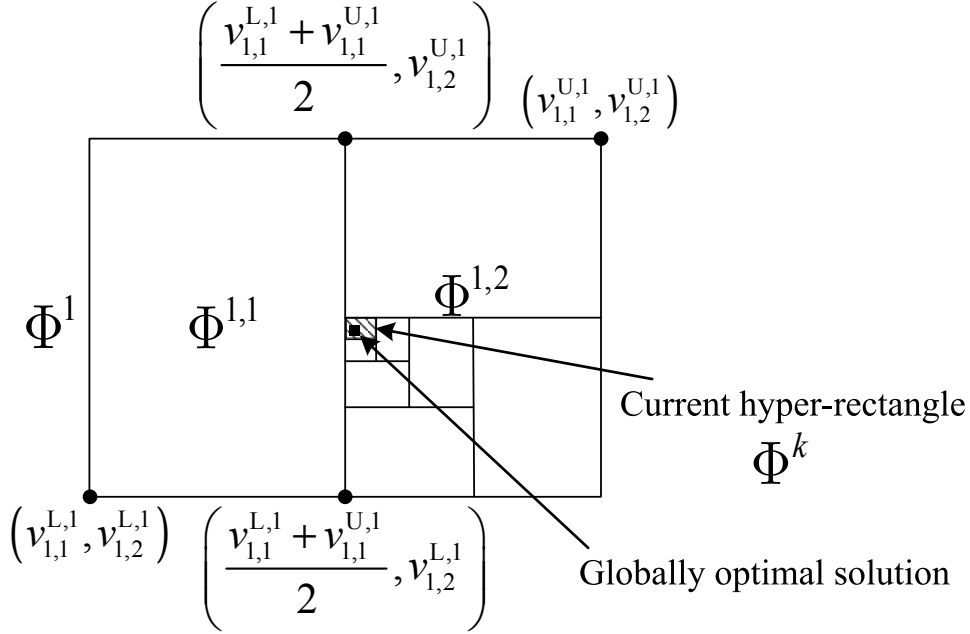 (\frac{v_{1,1}^{L,1} + v_{1,1}^{U,1}}{2}, v_{1,2}^{U,1})
(v_{1,1}^{U,1}, v_{1,2}^{U,1})
Φ^{1,2}
Φ^1
Φ^{1,1}
Current hyper-rectangle
Φ^k
(v_{1,1}^{L,1}, v_{1,2}^{L,1})
(\frac{v_{1,1}^{L,1} + v_{1,1}^{U,1}}{2}, v_{1,2}^{L,1})
Globally optimal solution